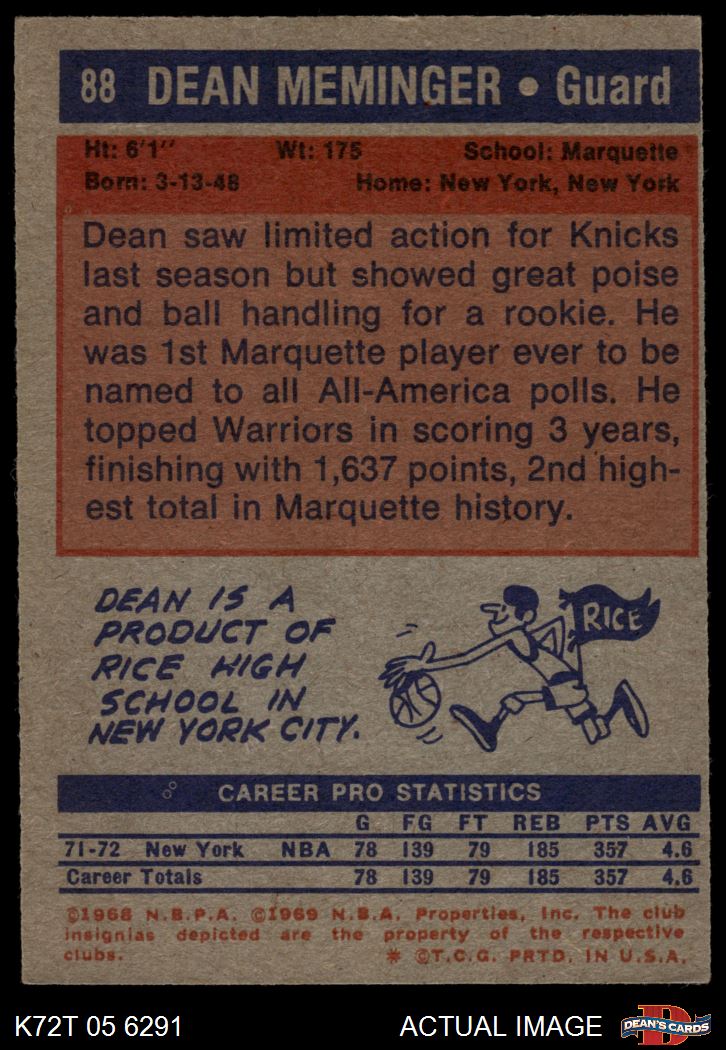 88 DEAN MEMINGER • Guard
Ht: 6'1" Wt: 175 School: Marquette
Born: 3-13-48 Home: New York, New York
Dean saw limited action for Knicks
last season but showed great poise
and ball handling for a rookie. He
was 1st Marquette player ever to be
named to all All-America polls. He
topped Warriors in scoring 3 years,
finishing with 1,637 points, 2nd high-
est total in Marquette history.
DEAN IS A
PRODUCT OF
RICE HIGH
SCHOOL IN
NEW YORK CITY.
RICE
CAREER PRO STATISTICS
G FG FT REB PTS AVG
71-72 New York NBA 78 139 79 185 357 4.6
Career Totals 78 139 79 185 357 4.6
©1968 N.B.P.A. ©1969 N.B.A. Properties, Inc. The club
insignias depicted are the property of the respective
clubs. * ©T.C.G. PRTD. IN U.S.A.
K72T 05 6291 ACTUAL IMAGE D DEAN'S CARDS